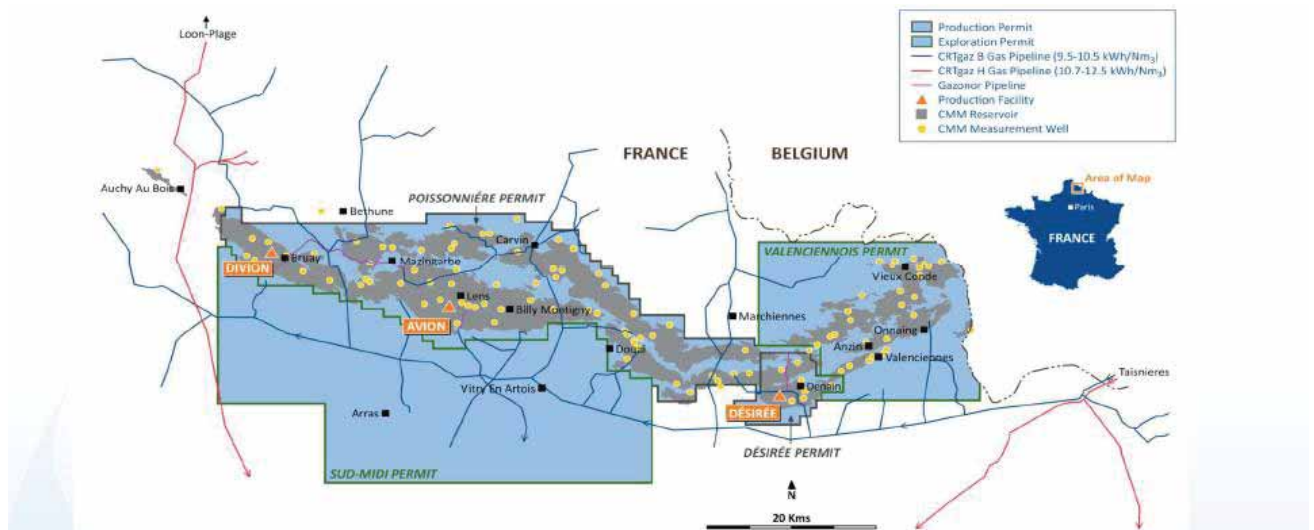 Loon-Plage
Production Permit
Exploration Permit
CRTgaz B Gas Pipeline (9.5-10.5 kWh/Nm3)
CRTgaz H Gas Pipeline (10.7-12.5 kWh/Nm3)
Gazonor Pipeline
Production Facility
CMM Reservoir
CMM Measurement Well
FRANCE
BELGIUM
Area of Map
Paris
FRANCE
Auchy Au Bois
POISSONNIÉRE PERMIT
Bethune
Carvin
VALENCIENNOIS PERMIT
Bruay
Mazingarbe
Vieux Conde
DIVION
Lens
Billy Montigny
Marchiennes
Onnaing
AVION
Anzin
Douai
Valenciennes
Taisnieres
Vitry En Artois
Denain
Arras
DÉSIRÉE
DÉSIRÉE PERMIT
SUD-MIDI PERMIT
N
20 Kms